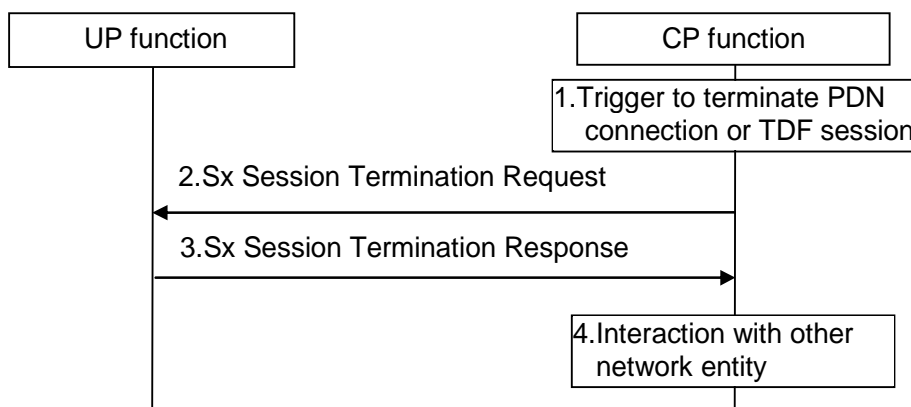 UP function
CP function
1.Trigger to terminate PDN
connection or TDF session
2.Sx Session Termination Request
3.Sx Session Termination Response
4.Interaction with other
network entity